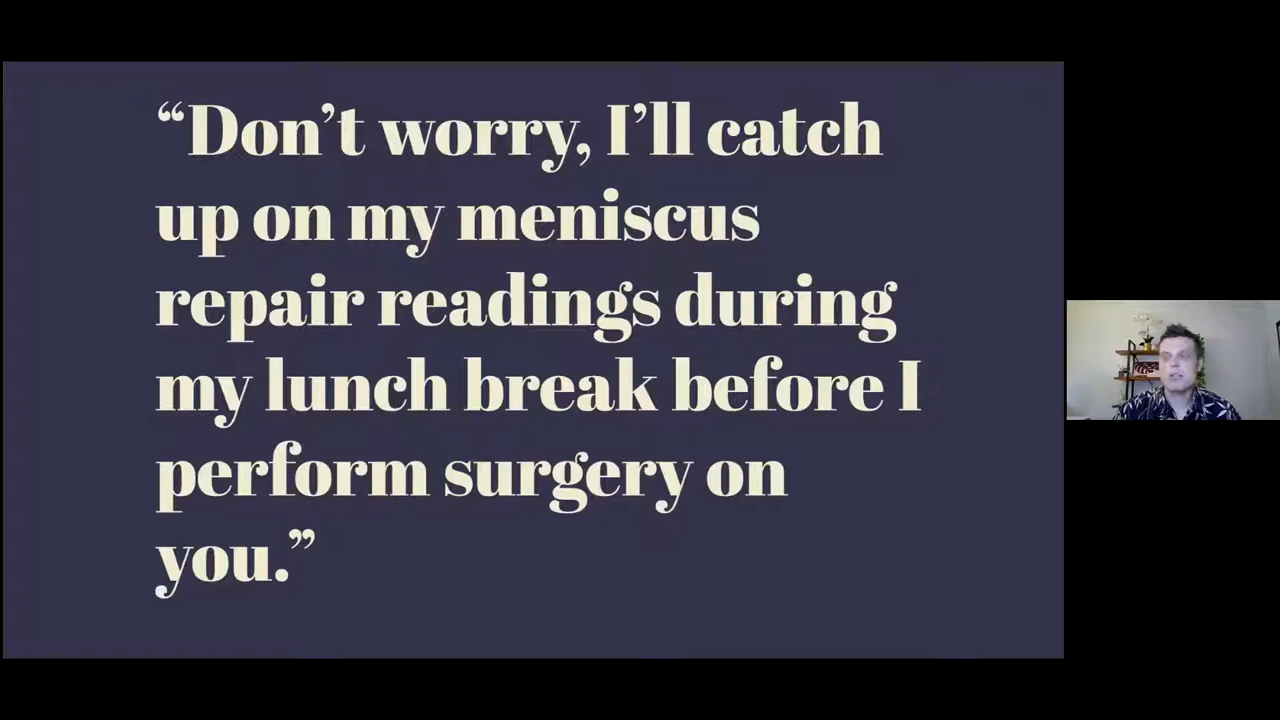 “Don’t worry, I’ll catch
up on my meniscus
repair readings during
my lunch break before I
perform surgery on
you.”